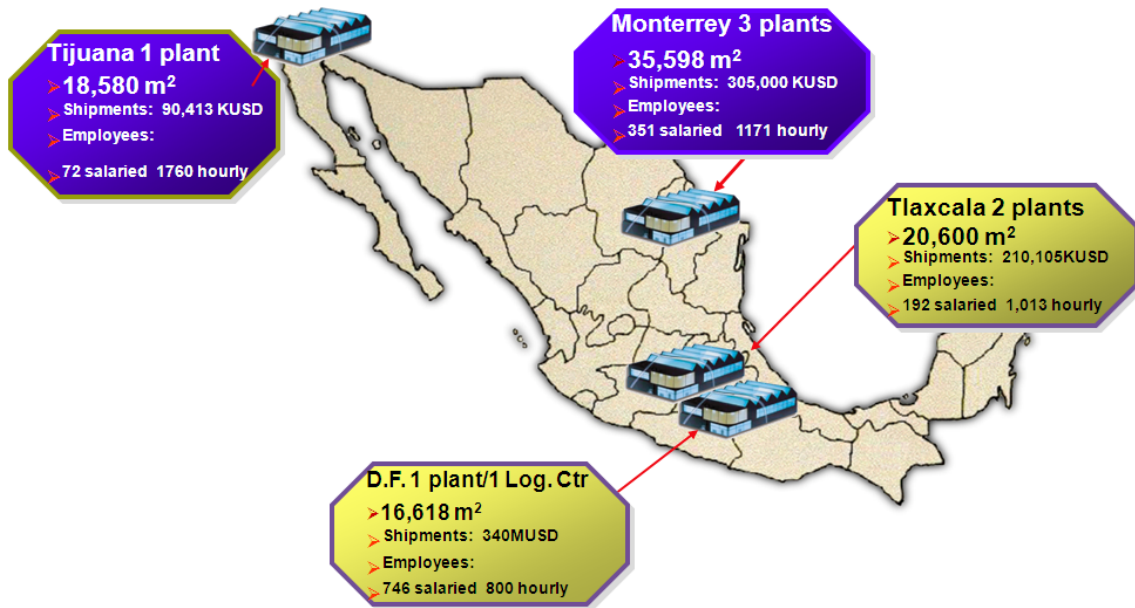 Tijuana 1 plant
➢18,580 m²
➢Shipments: 90,413 KUSD
➢Employees:
➢72 salaried 1760 hourly
Monterrey 3 plants
➢35,598 m²
➢Shipments: 305,000 KUSD
➢Employees:
➢351 salaried 1171 hourly
Tlaxcala 2 plants
➢20,600 m²
➢Shipments: 210,105KUSD
➢Employees:
➢192 salaried 1,013 hourly
D.F. 1 plant/1 Log. Ctr
➢16,618 m²
➢Shipments: 340MUSD
➢Employees:
➢746 salaried 800 hourly